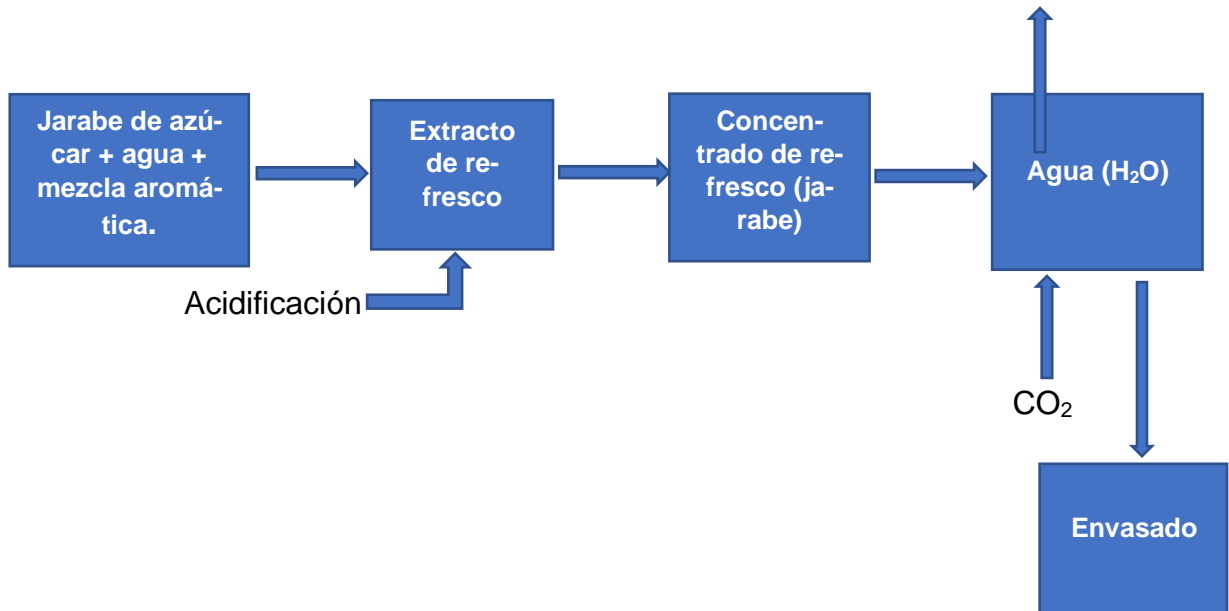 Jarabe de azú-
car + agua +
mezcla aromá-
tica.
Extracto
de re-
fresco
Concen-
trado de re-
fresco (ja-
rabe)
Agua (H₂O)
Acidificación
CO₂
Envasado